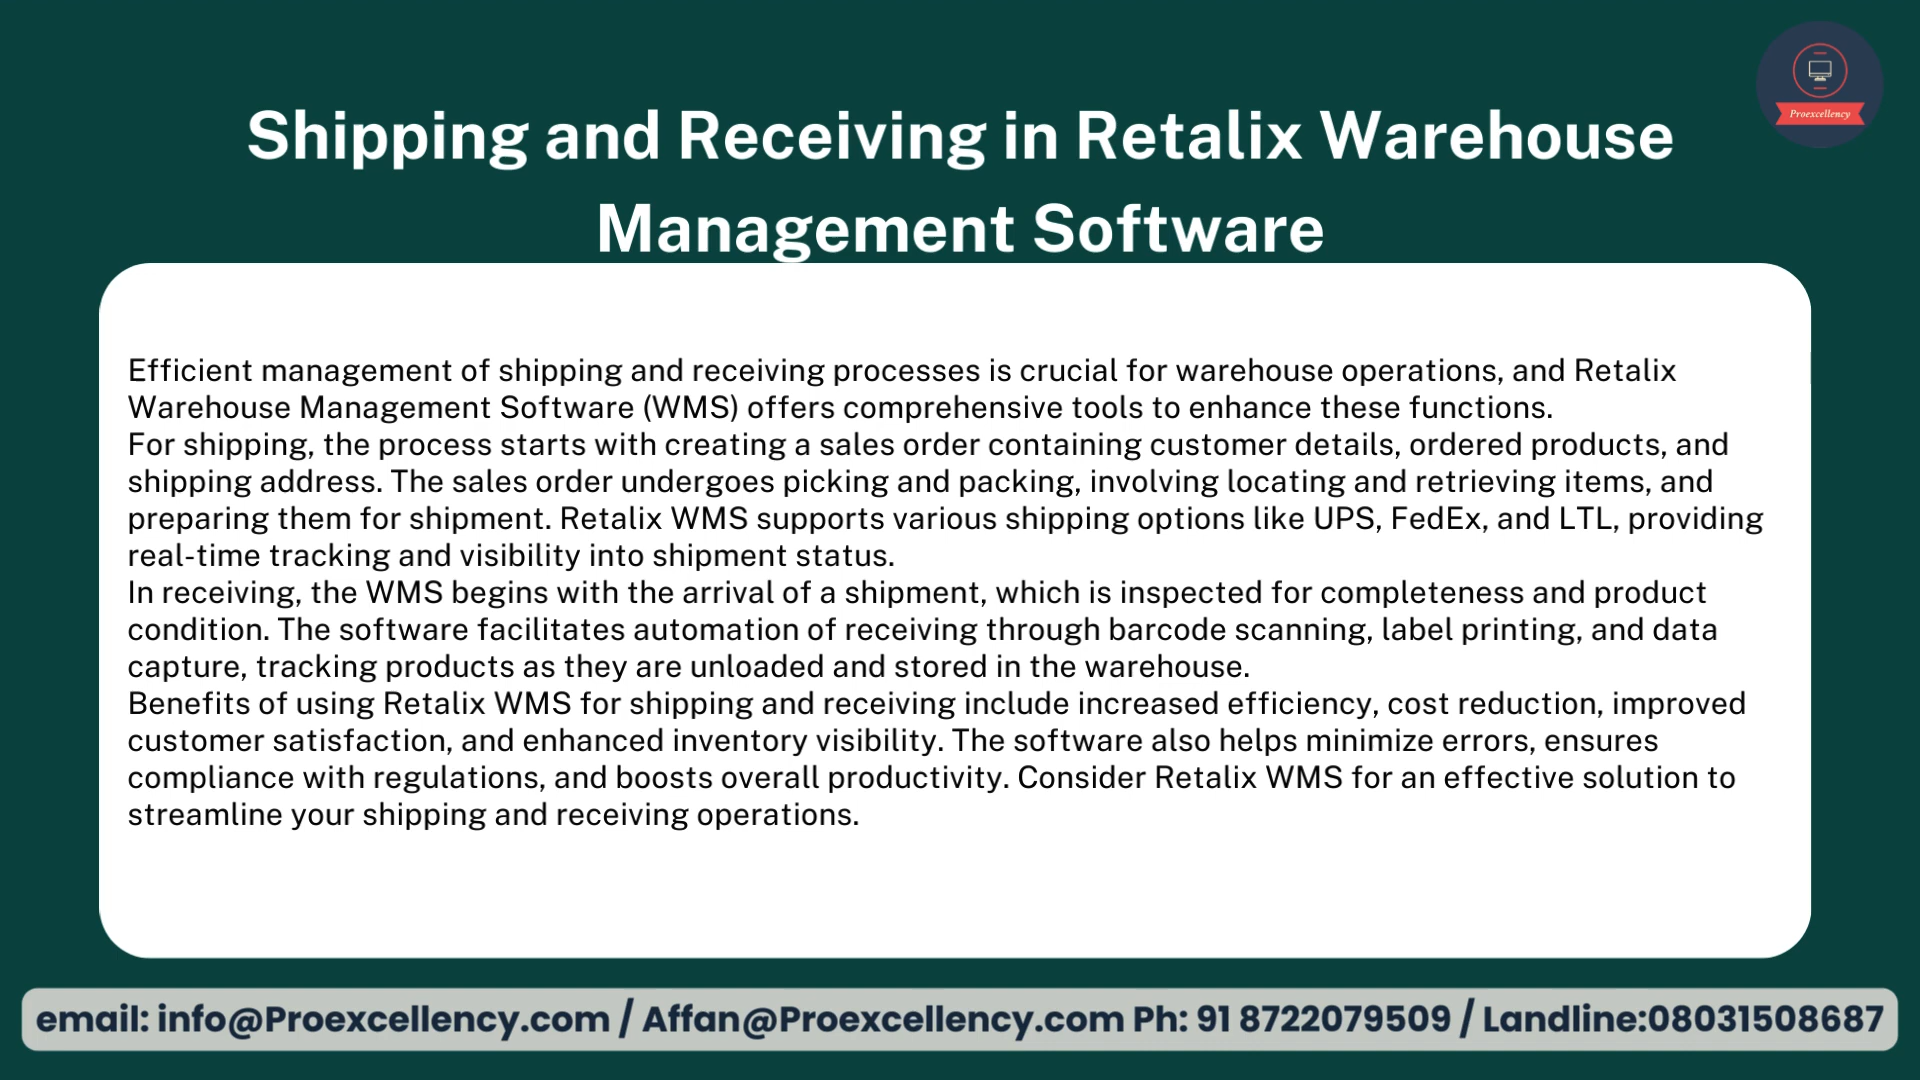 Proexcellency
Shipping and Receiving in Retalix Warehouse
Management Software
Efficient management of shipping and receiving processes is crucial for warehouse operations, and Retalix
Warehouse Management Software (WMS) offers comprehensive tools to enhance these functions.
For shipping, the process starts with creating a sales order containing customer details, ordered products, and
shipping address. The sales order undergoes picking and packing, involving locating and retrieving items, and
preparing them for shipment. Retalix WMS supports various shipping options like UPS, FedEx, and LTL, providing
real-time tracking and visibility into shipment status.
In receiving, the WMS begins with the arrival of a shipment, which is inspected for completeness and product
condition. The software facilitates automation of receiving through barcode scanning, label printing, and data
capture, tracking products as they are unloaded and stored in the warehouse.
Benefits of using Retalix WMS for shipping and receiving include increased efficiency, cost reduction, improved
customer satisfaction, and enhanced inventory visibility. The software also helps minimize errors, ensures
compliance with regulations, and boosts overall productivity. Consider Retalix WMS for an effective solution to
streamline your shipping and receiving operations.
email: info@Proexcellency.com / Affan@Proexcellency.com Ph: 91 8722079509 / Landline:08031508687